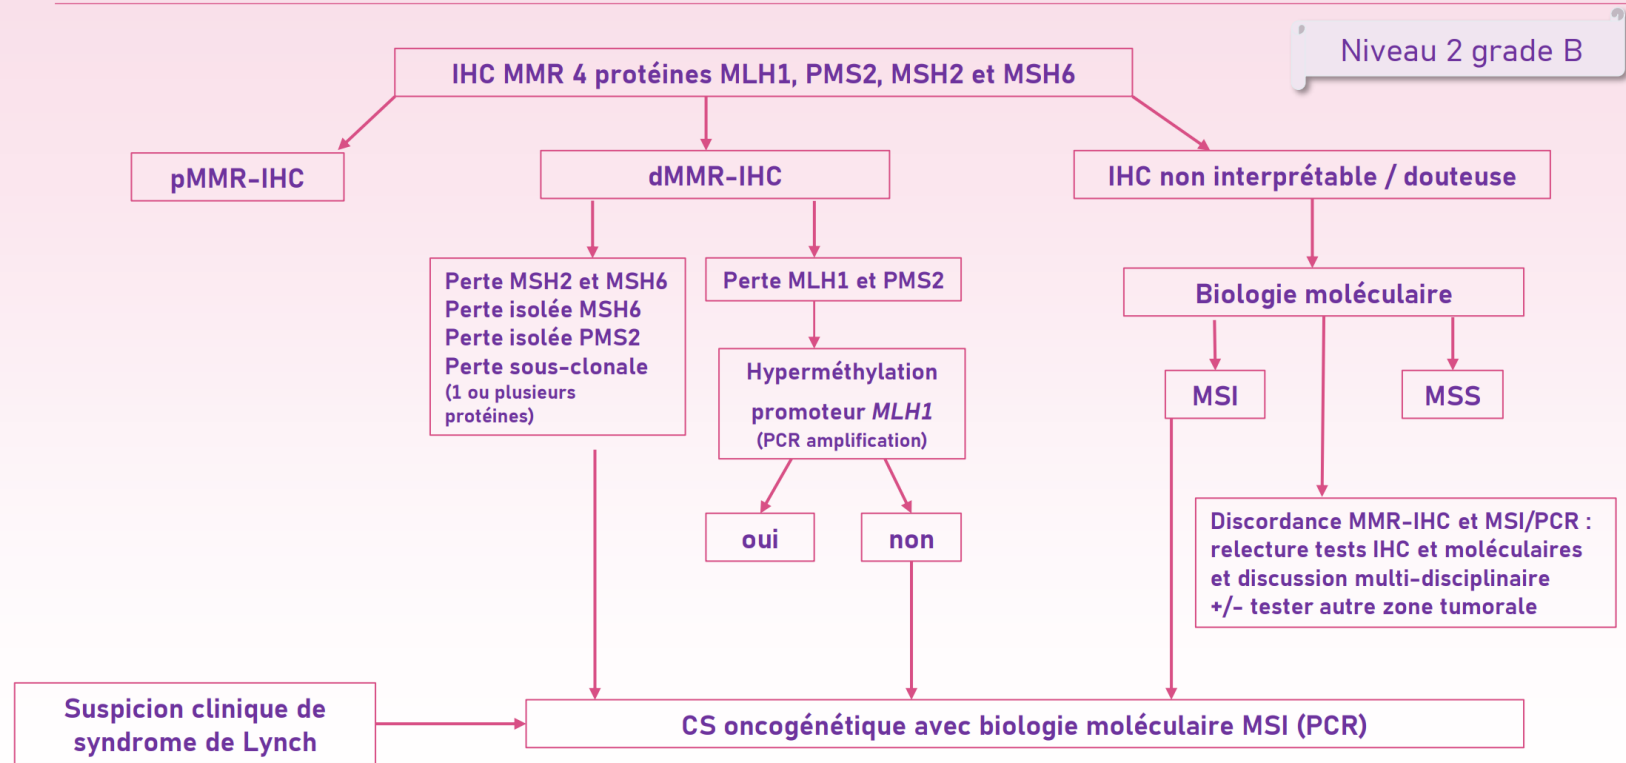 Niveau 2 grade B
IHC MMR 4 protéines MLH1, PMS2, MSH2 et MSH6
pMMR-IHC
dMMR-IHC
IHC non interprétable / douteuse
Perte MSH2 et MSH6
Perte isolée MSH6
Perte isolée PMS2
Perte sous-clonale
(1 ou plusieurs
protéines)
Perte MLH1 et PMS2
Hyperméthylation
promoteur MLH1
(PCR amplification)
oui
non
Biologie moléculaire
MSI
MSS
Discordance MMR-IHC et MSI/PCR :
relecture tests IHC et moléculaires
et discussion multi-disciplinaire
+/- tester autre zone tumorale
Suspicion clinique de
syndrome de Lynch
CS oncogénétique avec biologie moléculaire MSI (PCR)